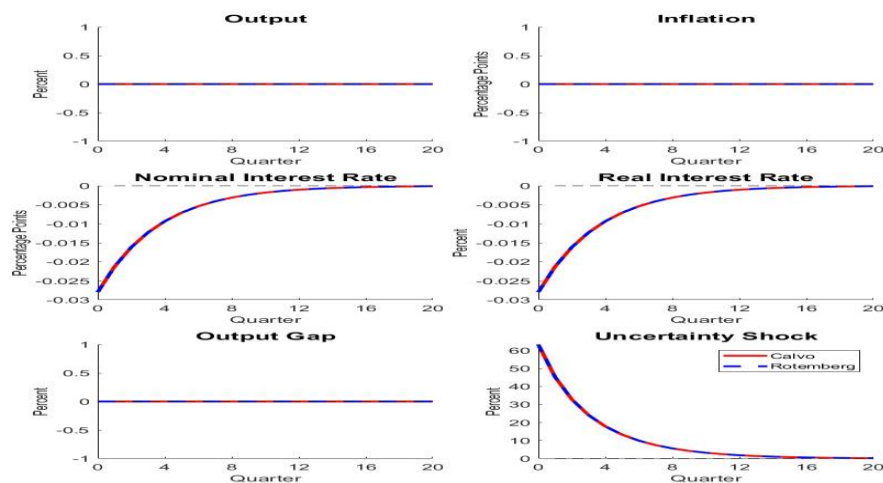 Output
Inflation
1
0.5
0
-0.5
-1
Percent
0 4 8 12 16 20
Quarter
1
0.5
0
-0.5
-1
Percentage Points
0 4 8 12 16 20
Quarter
Nominal Interest Rate
Real Interest Rate
0
-0.005
-0.01
-0.015
-0.02
-0.025
-0.03
Percentage Points
0 4 8 12 16 20
Quarter
0
-0.005
-0.01
-0.015
-0.02
-0.025
-0.03
Percent
0 4 8 12 16 20
Quarter
Output Gap
Uncertainty Shock
1
0.5
0
-0.5
-1
Percent
0 4 8 12 16 20
Quarter
60
50
40
30
20
10
0
Percent
Calvo
Rotemberg
0 4 8 12 16 20
Quarter